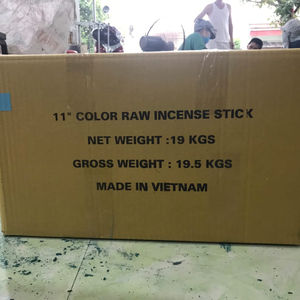 11" COLOR RAW INCENSE STICK
NET WEIGHT :19 KGS
GROSS WEIGHT : 19.5 KGS
MADE IN VIETNAM